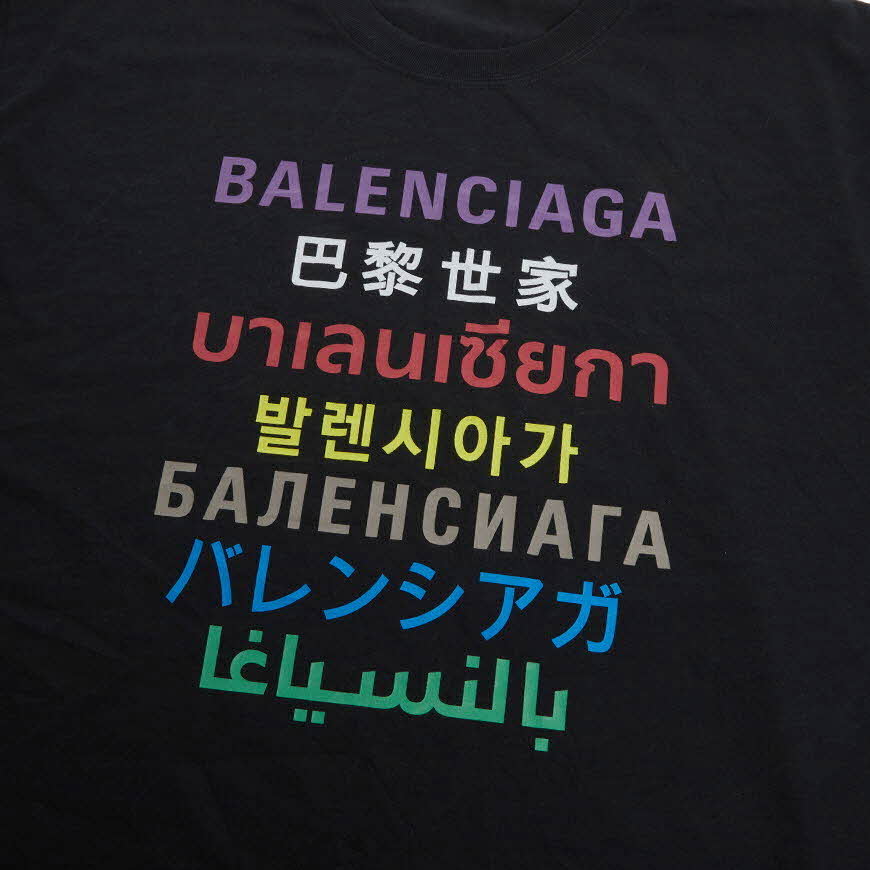 BALENCIAGA
巴黎世家
บาเลนเซียกา
발렌시아가
БАЛЕНСИАГА
バレンシアガ
بالنسياغا